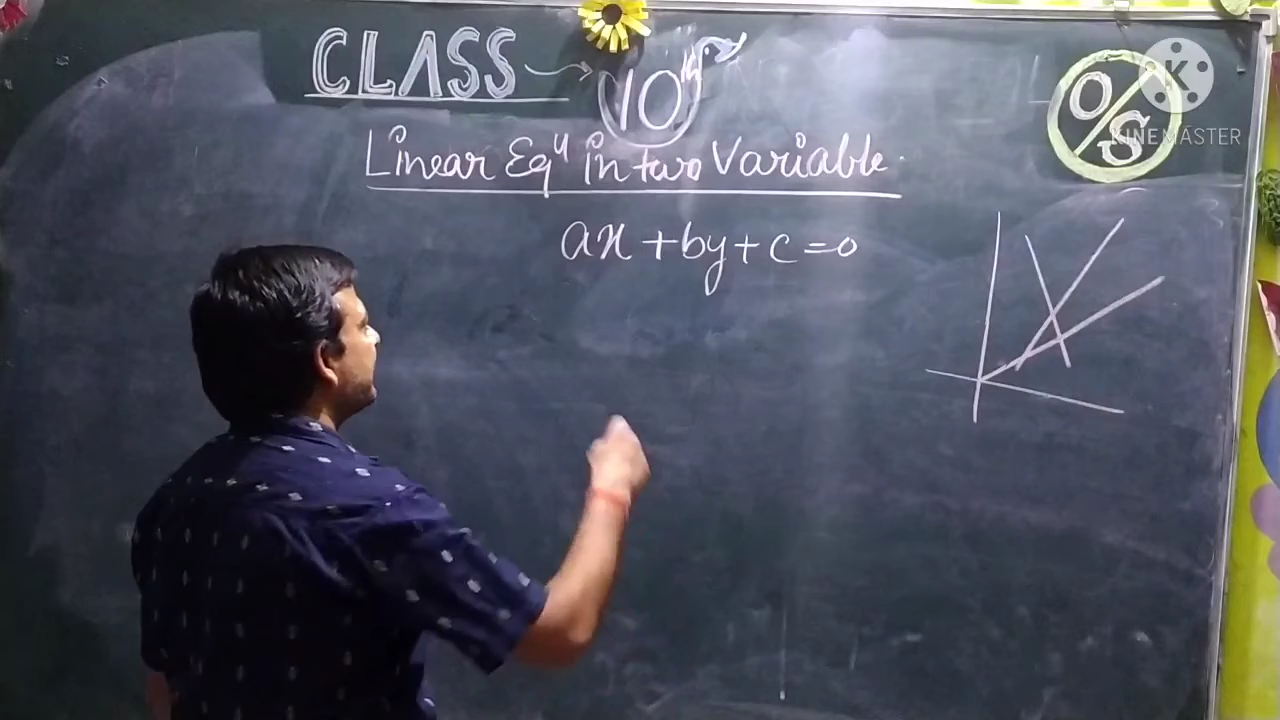 CLASS → 10th
Linear Eqn in two Variable.
ax + by + c = 0
O/S
K
KINEMASTER